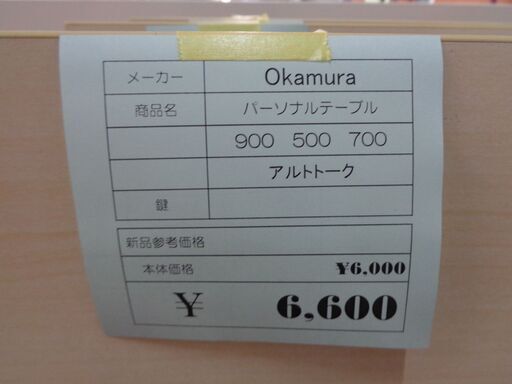 メーカー Okamura
商品名 パーソナルテーブル
900 500 700
アルトトーク
鍵
新品参考価格
本体価格 ¥6,000
¥ 6,600